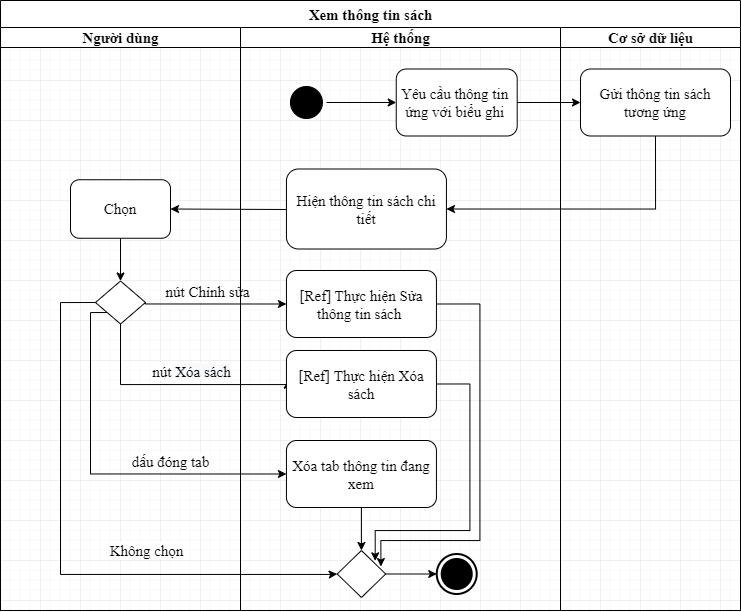 Xem thông tin sách
Người dùng
Hệ thống
Cơ sở dữ liệu
Yêu cầu thông tin
ứng với biểu ghi
Gửi thông tin sách
tương ứng
Hiện thông tin sách chi
tiết
Chọn
nút Chỉnh sửa
[Ref] Thực hiện Sửa
thông tin sách
nút Xóa sách
[Ref] Thực hiện Xóa
sách
dấu đóng tab
Xóa tab thông tin đang
xem
Không chọn